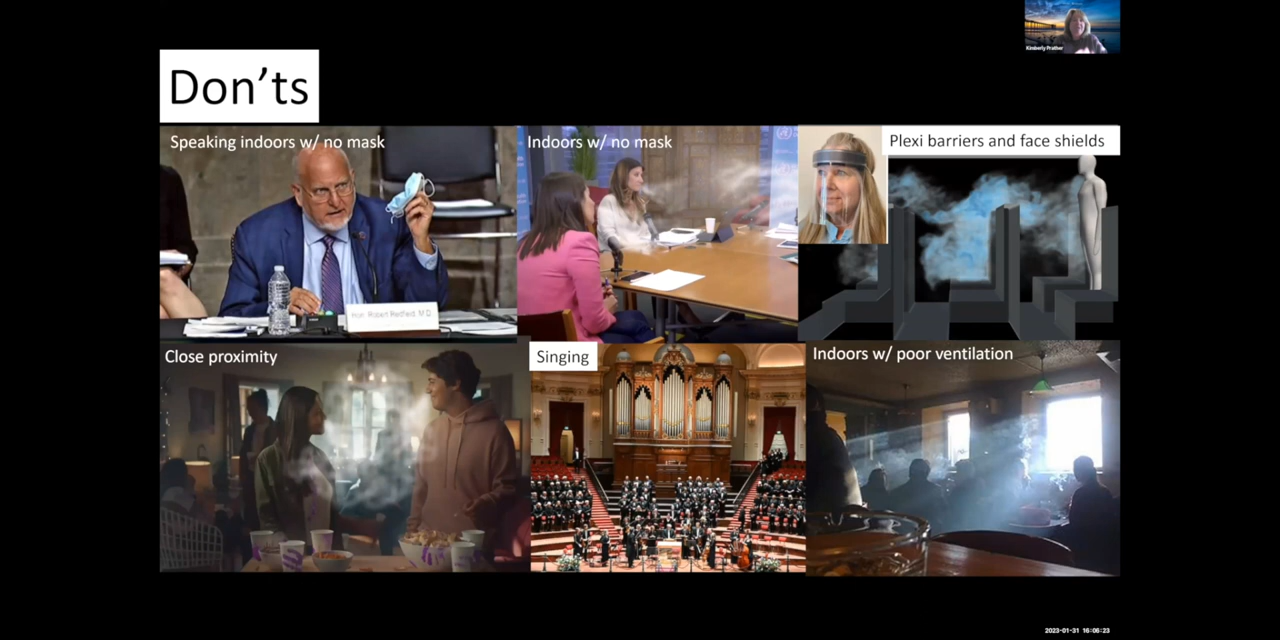 Kimberly Prather
Don'ts
Speaking indoors w/ no mask
Indoors w/ no mask
Plexi barriers and face shields
Hon. Robert Redfield, M.D.
Close proximity
Singing
Indoors w/ poor ventilation
2023-01-31 16:06:23